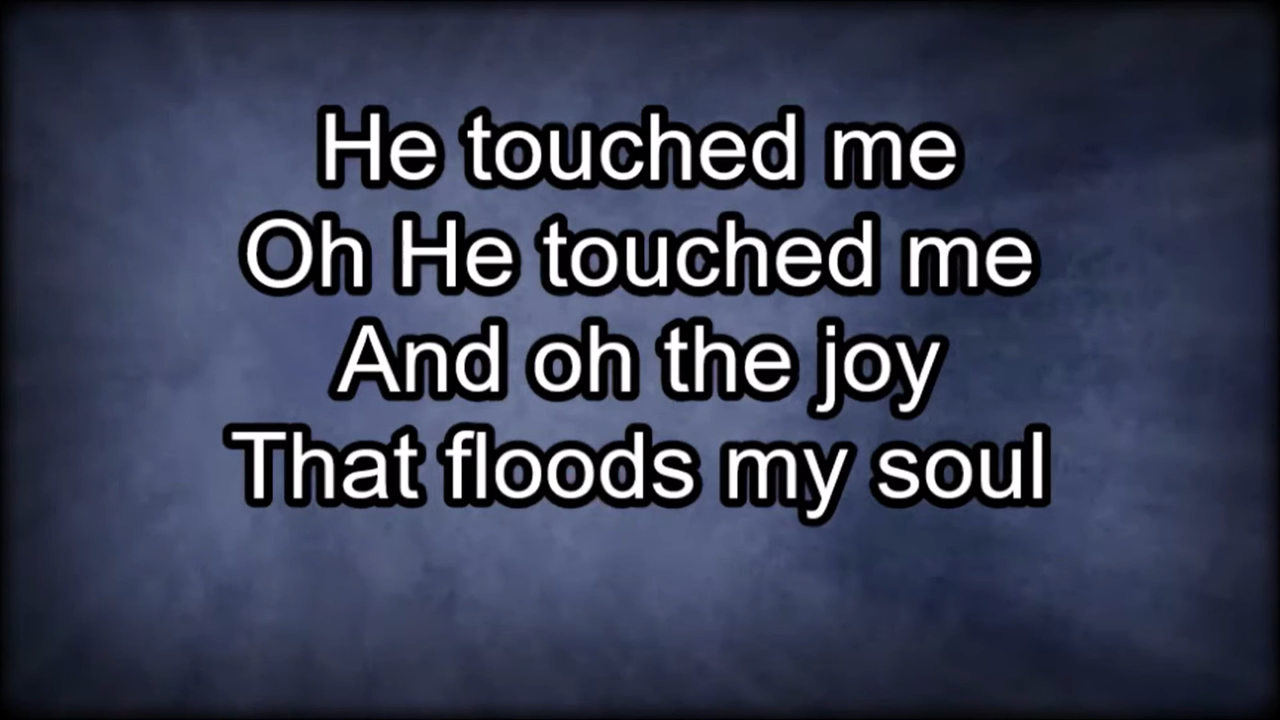 He touched me
Oh He touched me
And oh the joy
That floods my soul